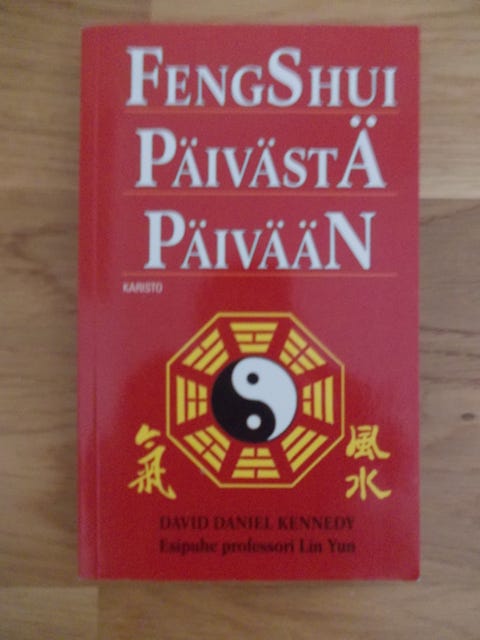 FENGSHUI
PÄIVÄSTÄ
PÄIVÄÄN
KARISTO
氣
風水
DAVID DANIEL KENNEDY
Esipuhe professori Lin Yun